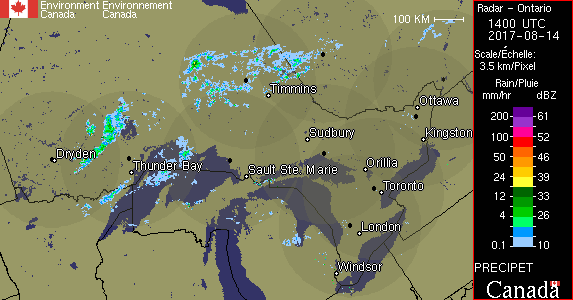 Environment Environnement
Canada Canada
100 KM
Timmins
Ottawa
Sudbury
Kingston
Dryden
Thunder Bay
Sault Ste. Marie
Orillia
Toronto
London
Windsor
Radar - Ontario
1400 UTC
2017-08-14
Scale/Échelle:
3.5 km/Pixel
Rain/Pluie
mm/hr dBZ
200 61
100 56
50 52
50 46
24 39
12 33
4 26
0.1 10
PRECIPET
Canada